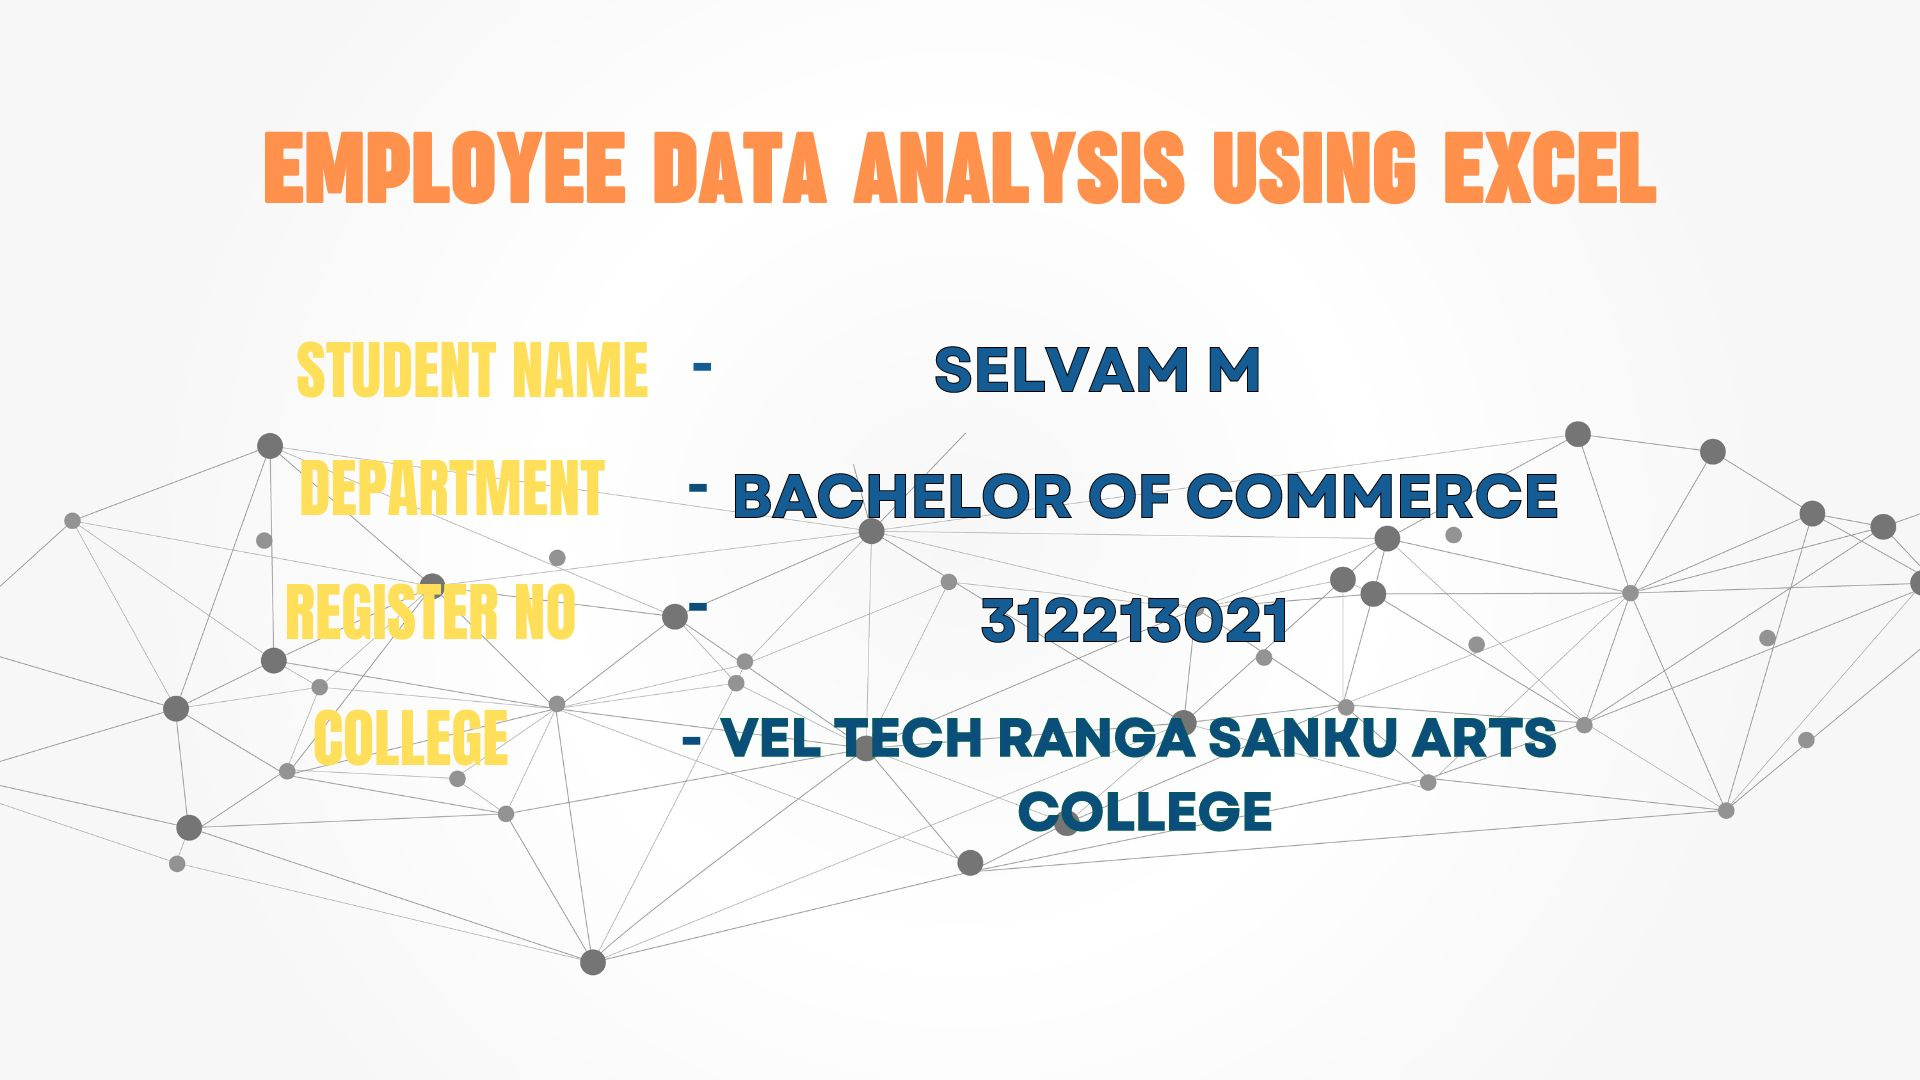 EMPLOYEE DATA ANALYSIS USING EXCEL
STUDENT NAME - SELVAM M
DEPARTMENT - BACHELOR OF COMMERCE
REGISTER NO - 312213021
COLLEGE - VEL TECH RANGA SANKU ARTS
COLLEGE